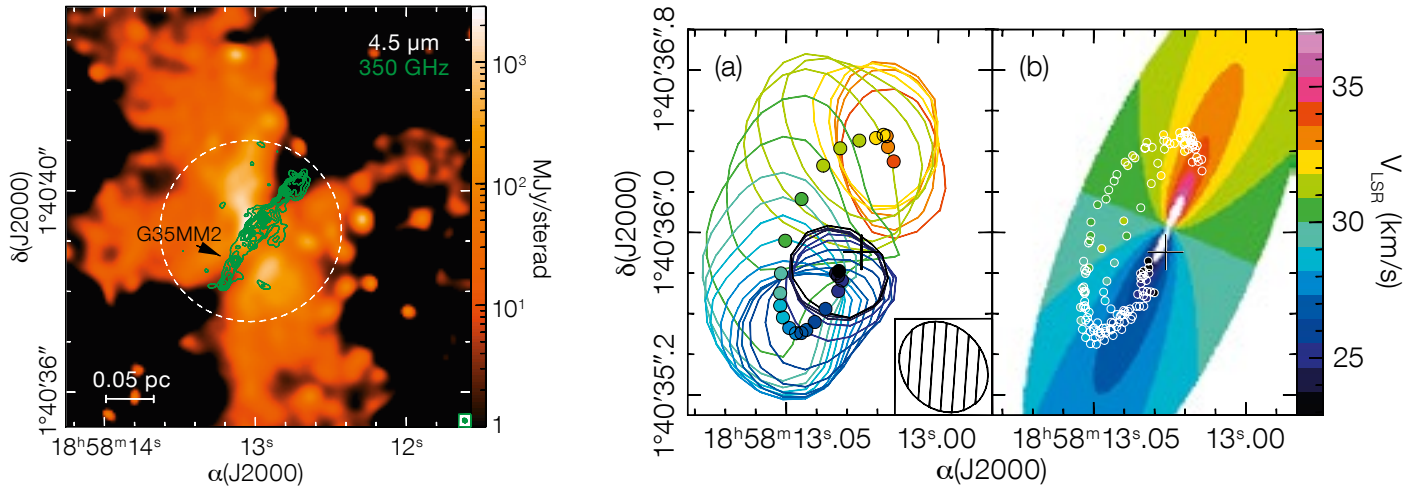 4.5 µm
350 GHz
G35MM2
0.05 pc
1°40′40″
1°40′36″
δ(J2000)
18ʰ58ᵐ14ˢ
13ˢ
12ˢ
α(J2000)
10³
10²
10¹
1
MJy/sterad
(a)
1°40′36″.8
1°40′36″.0
1°40′35″.2
δ(J2000)
18ʰ58ᵐ13ˢ.05
13ˢ.00
α(J2000)
(b)
18ʰ58ᵐ13ˢ.05
13ˢ.00
35
30
25
V_LSR (km/s)